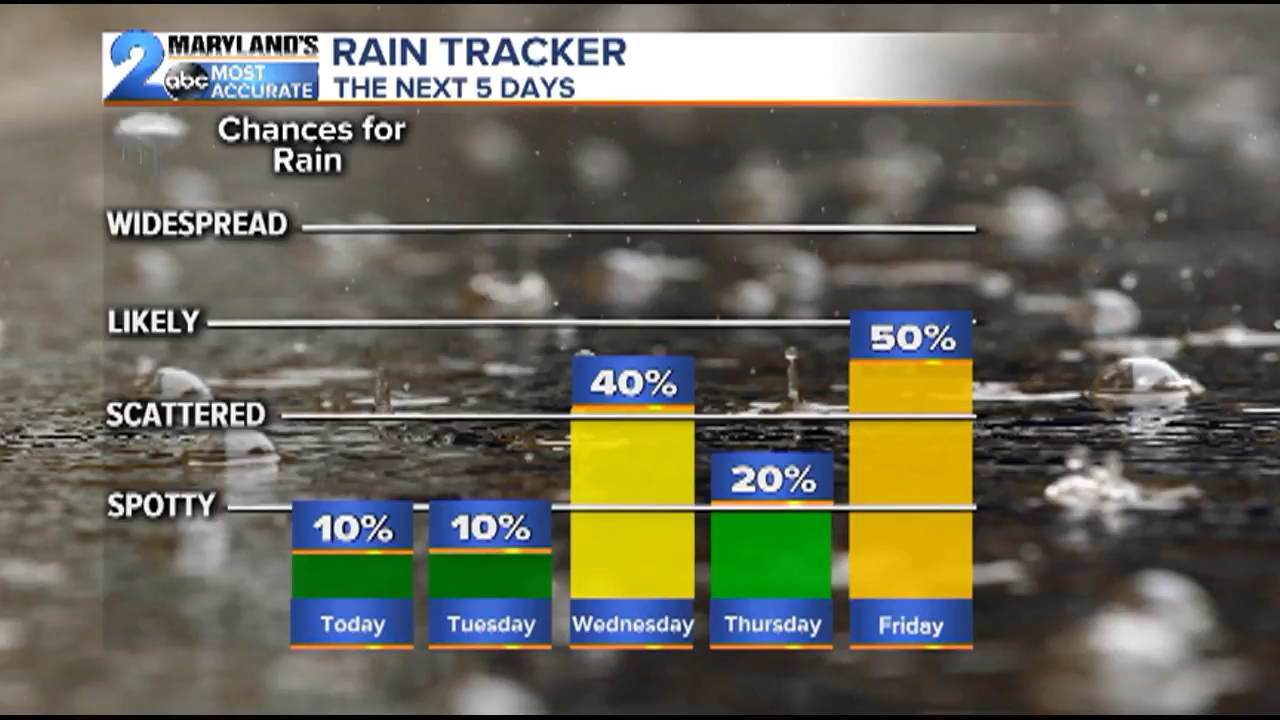 2 MARYLAND'S
abc MOST
ACCURATE
RAIN TRACKER
THE NEXT 5 DAYS
Chances for
Rain
WIDESPREAD
LIKELY
SCATTERED
SPOTTY
10% 10% 40% 20% 50%
Today Tuesday Wednesday Thursday Friday